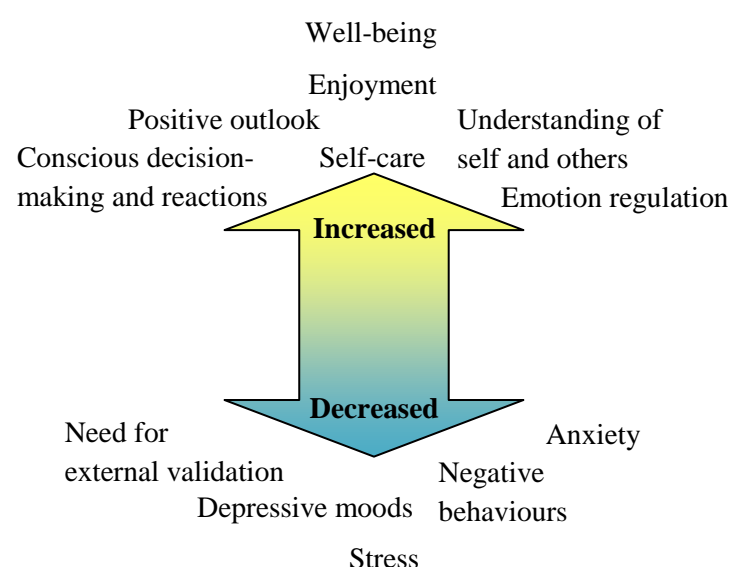 Well-being
Enjoyment
Positive outlook
Understanding of
self and others
Conscious decision-
making and reactions
Self-care
Emotion regulation
Increased
Decreased
Need for
external validation
Anxiety
Negative
behaviours
Depressive moods
Stress